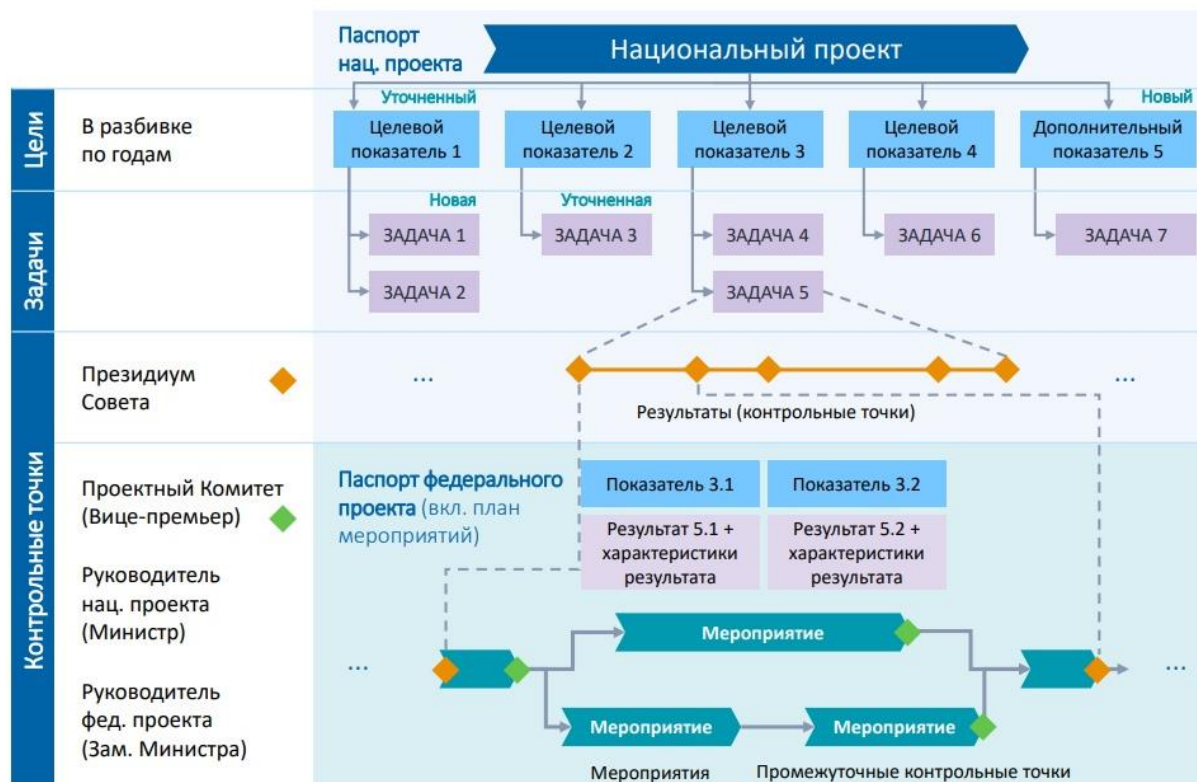 Паспорт
нац. проекта
Национальный проект
Цели
В разбивке
по годам
Уточненный
Целевой
показатель 1
Целевой
показатель 2
Целевой
показатель 3
Целевой
показатель 4
Новый
Дополнительный
показатель 5
Задачи
Новая
ЗАДАЧА 1
ЗАДАЧА 2
Уточненная
ЗАДАЧА 3
ЗАДАЧА 4
ЗАДАЧА 5
ЗАДАЧА 6
ЗАДАЧА 7
Контрольные точки
Президиум
Совета
...
...
Результаты (контрольные точки)
Проектный Комитет
(Вице-премьер)
Руководитель
нац. проекта
(Министр)
Руководитель
фед. проекта
(Зам. Министра)
Паспорт федерального
проекта (вкл. план
мероприятий)
Показатель 3.1
Показатель 3.2
Результат 5.1 +
характеристики
результата
Результат 5.2 +
характеристики
результата
...
Мероприятие
...
Мероприятие
Мероприятие
Мероприятия
Промежуточные контрольные точки